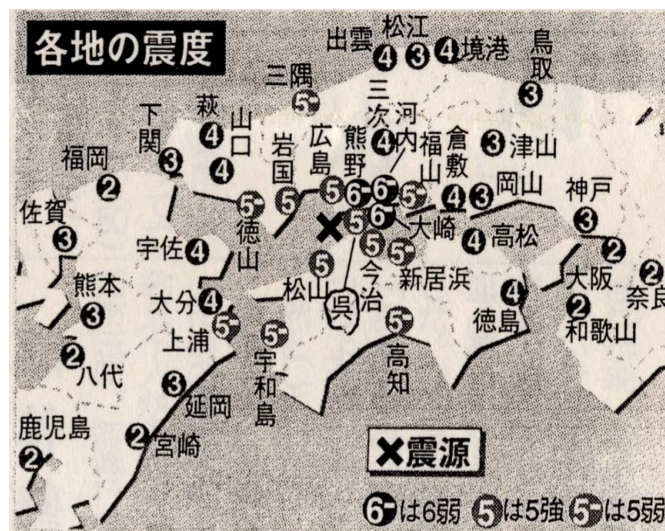 各地の震度
出雲 4
松江 3
4 境港
鳥取 3
三隅 5-
萩 4
山口 4
下関 3
福岡 2
佐賀 3
岩国 5-
広島 5-
熊野 6-
三次 4
河内 6-
福山 5-
倉敷 4
3 岡山
3 津山
神戸 3
徳山 5-
大崎 6-
4 高松
宇佐 4
✖
5
松山 5
呉
今治 5-
新居浜 5-
2 大阪
奈良 2
熊本 3
大分 4
上浦 5-
宇和島 5-
高知 5-
徳島 4
和歌山 2
2 八代
3 延岡
鹿児島 2
2 宮崎
✖震源
6-は6弱 5は5強 5-は5弱